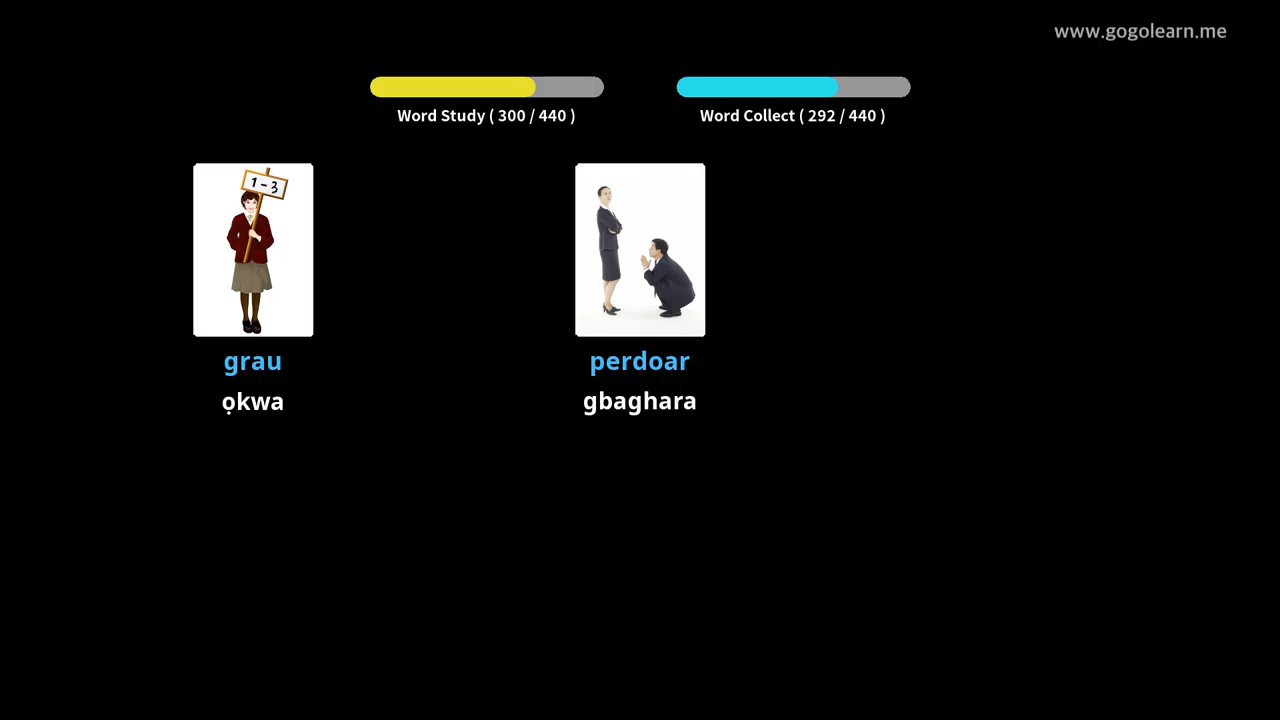 www.gogolearn.me
Word Study ( 300 / 440 )
Word Collect ( 292 / 440 )
1 - 3
grau
ọkwa
perdoar
gbaghara